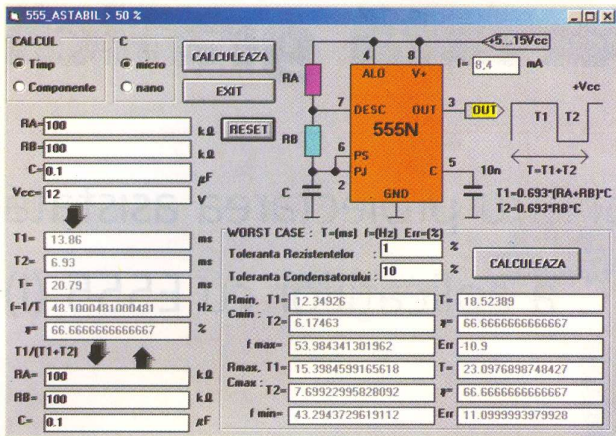 555_ASTABIL > 50 %
CALCUL
Timp
Componente
C
micro
nano
CALCULEAZA
EXIT
RESET
RA= 100 kΩ
RB= 100 kΩ
C= 0.1 µF
Vcc= 12 V
T1= 13.86 ms
T2= 6.93 ms
T= 20.79 ms
f=1/T 48.1000481000481 Hz
η= 66.6666666666667 %
T1/(T1+T2)
RA= 100 kΩ
RB= 100 kΩ
C= 0.1 µF
+5...15Vcc
I= 8.4 mA
4 8
RA
ALO V+
7 DESC OUT 3 OUT
555N
RB
6 PS
2 PJ
C 5 10n
GND
C
+Vcc
T1 T2
T=T1+T2
T1=0.693*(RA+RB)*C
T2=0.693*RB*C
WORST CASE : T=(ms) f=(Hz) Err=(%)
Toleranta Rezistentelor : 1 %
Toleranta Condensatorului : 10 %
CALCULEAZA
Rmin, Cmin : T1= 12.34926 T= 18.52389
T2= 6.17463 η= 66.6666666666667
f max= 53.984341301962 Err -10.9
Rmax, Cmax : T1= 15.3984599165618 T= 23.0976898748427
T2= 7.69922995828092 η= 66.6666666666667
f min= 43.2943729619112 Err 11.0999993979928